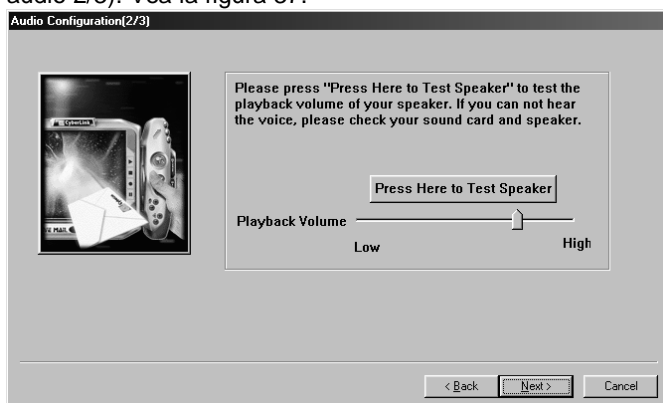 audio 2/3). Vea la figura 37.
Audio Configuration(2/3)
Please press "Press Here to Test Speaker" to test the
playback volume of your speaker. If you can not hear
the voice, please check your sound card and speaker.
CyberLink
E MAIL
Press Here to Test Speaker
Playback Volume
Low High
< Back Next > Cancel